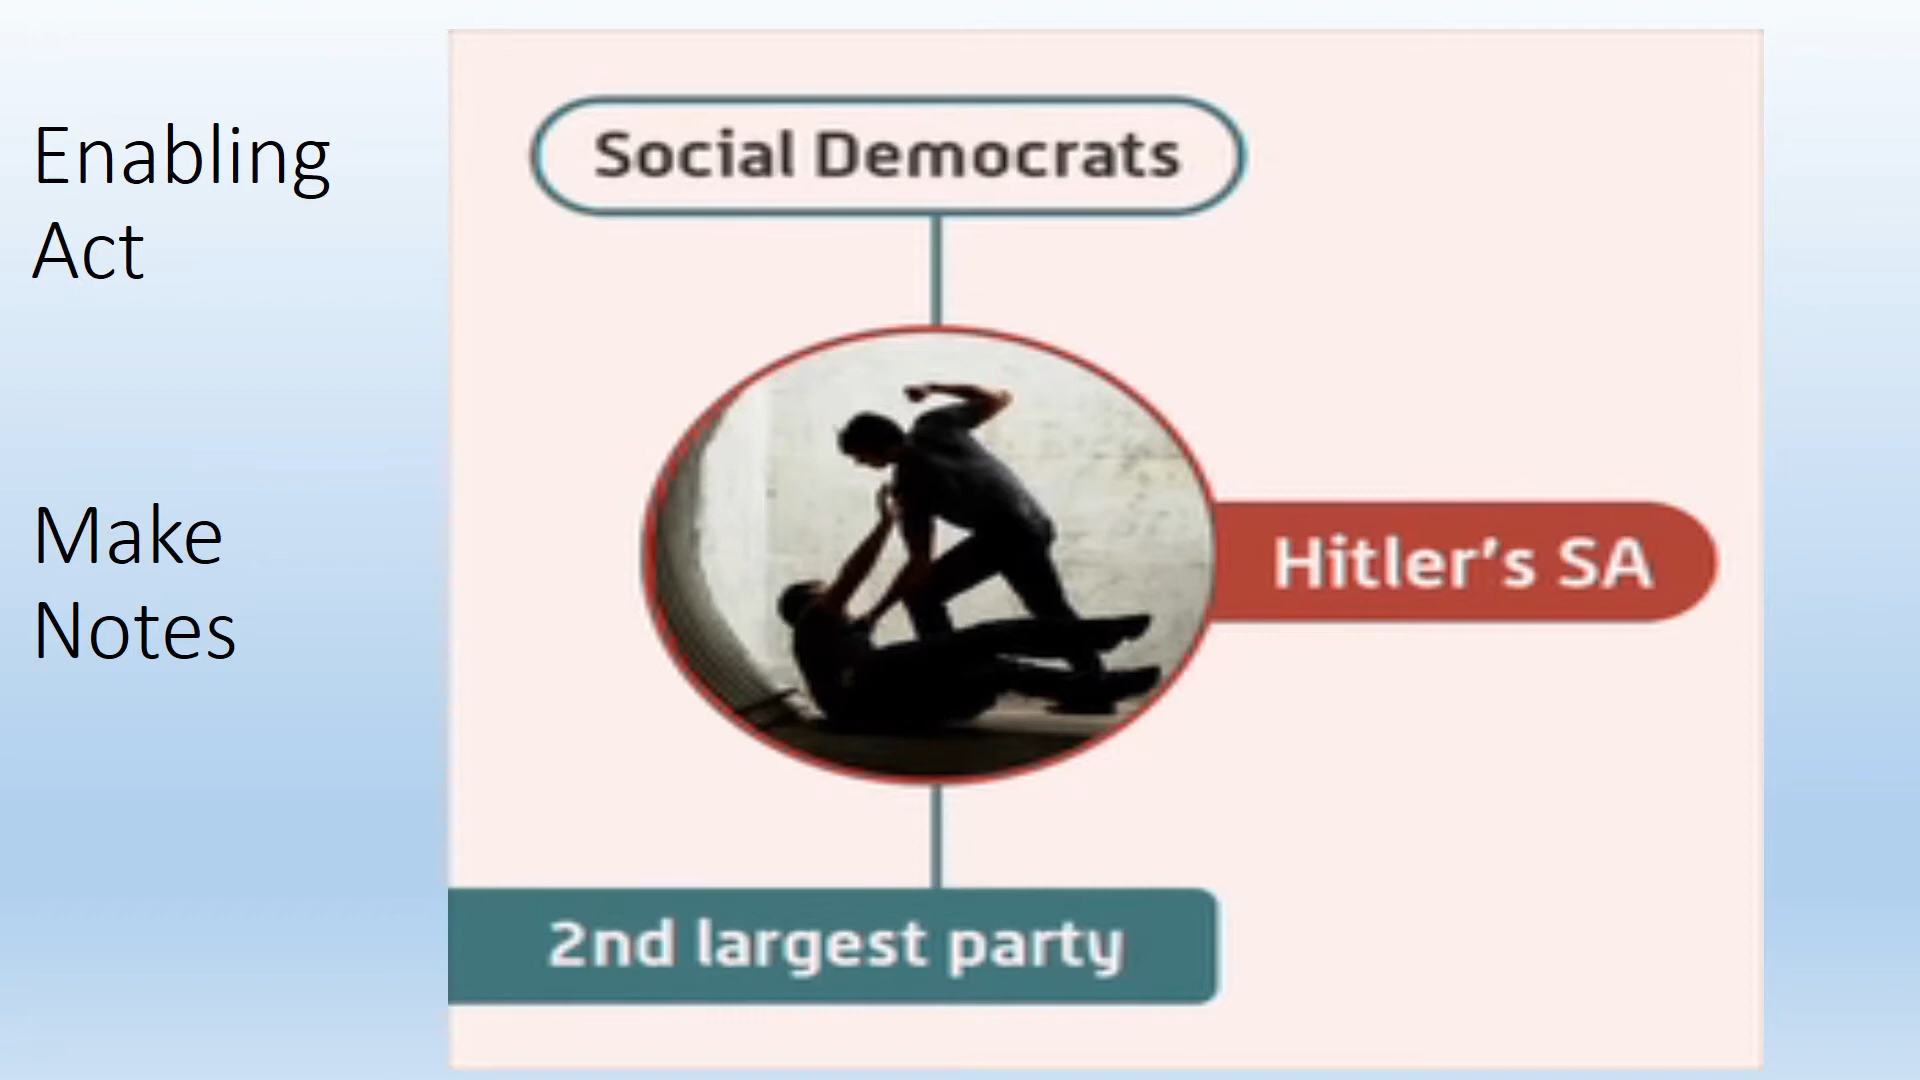 Enabling
Act
Make
Notes
Social Democrats
Hitler's SA
2nd largest party